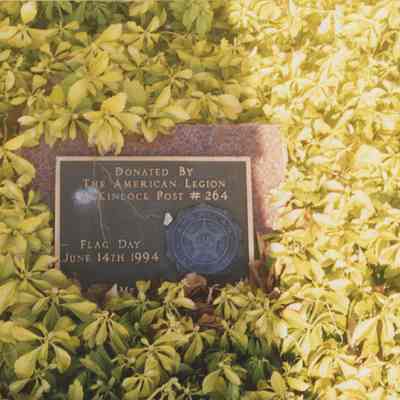 Donated By
The American Legion
Kinlock Post # 264
Flag Day
June 14th 1994